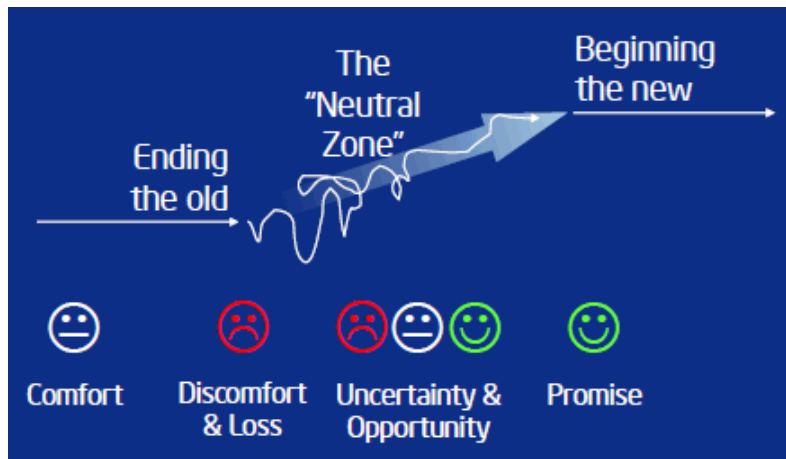 The
"Neutral
Zone"
Beginning
the new
Ending
the old
Comfort
Discomfort
& Loss
Uncertainty &
Opportunity
Promise